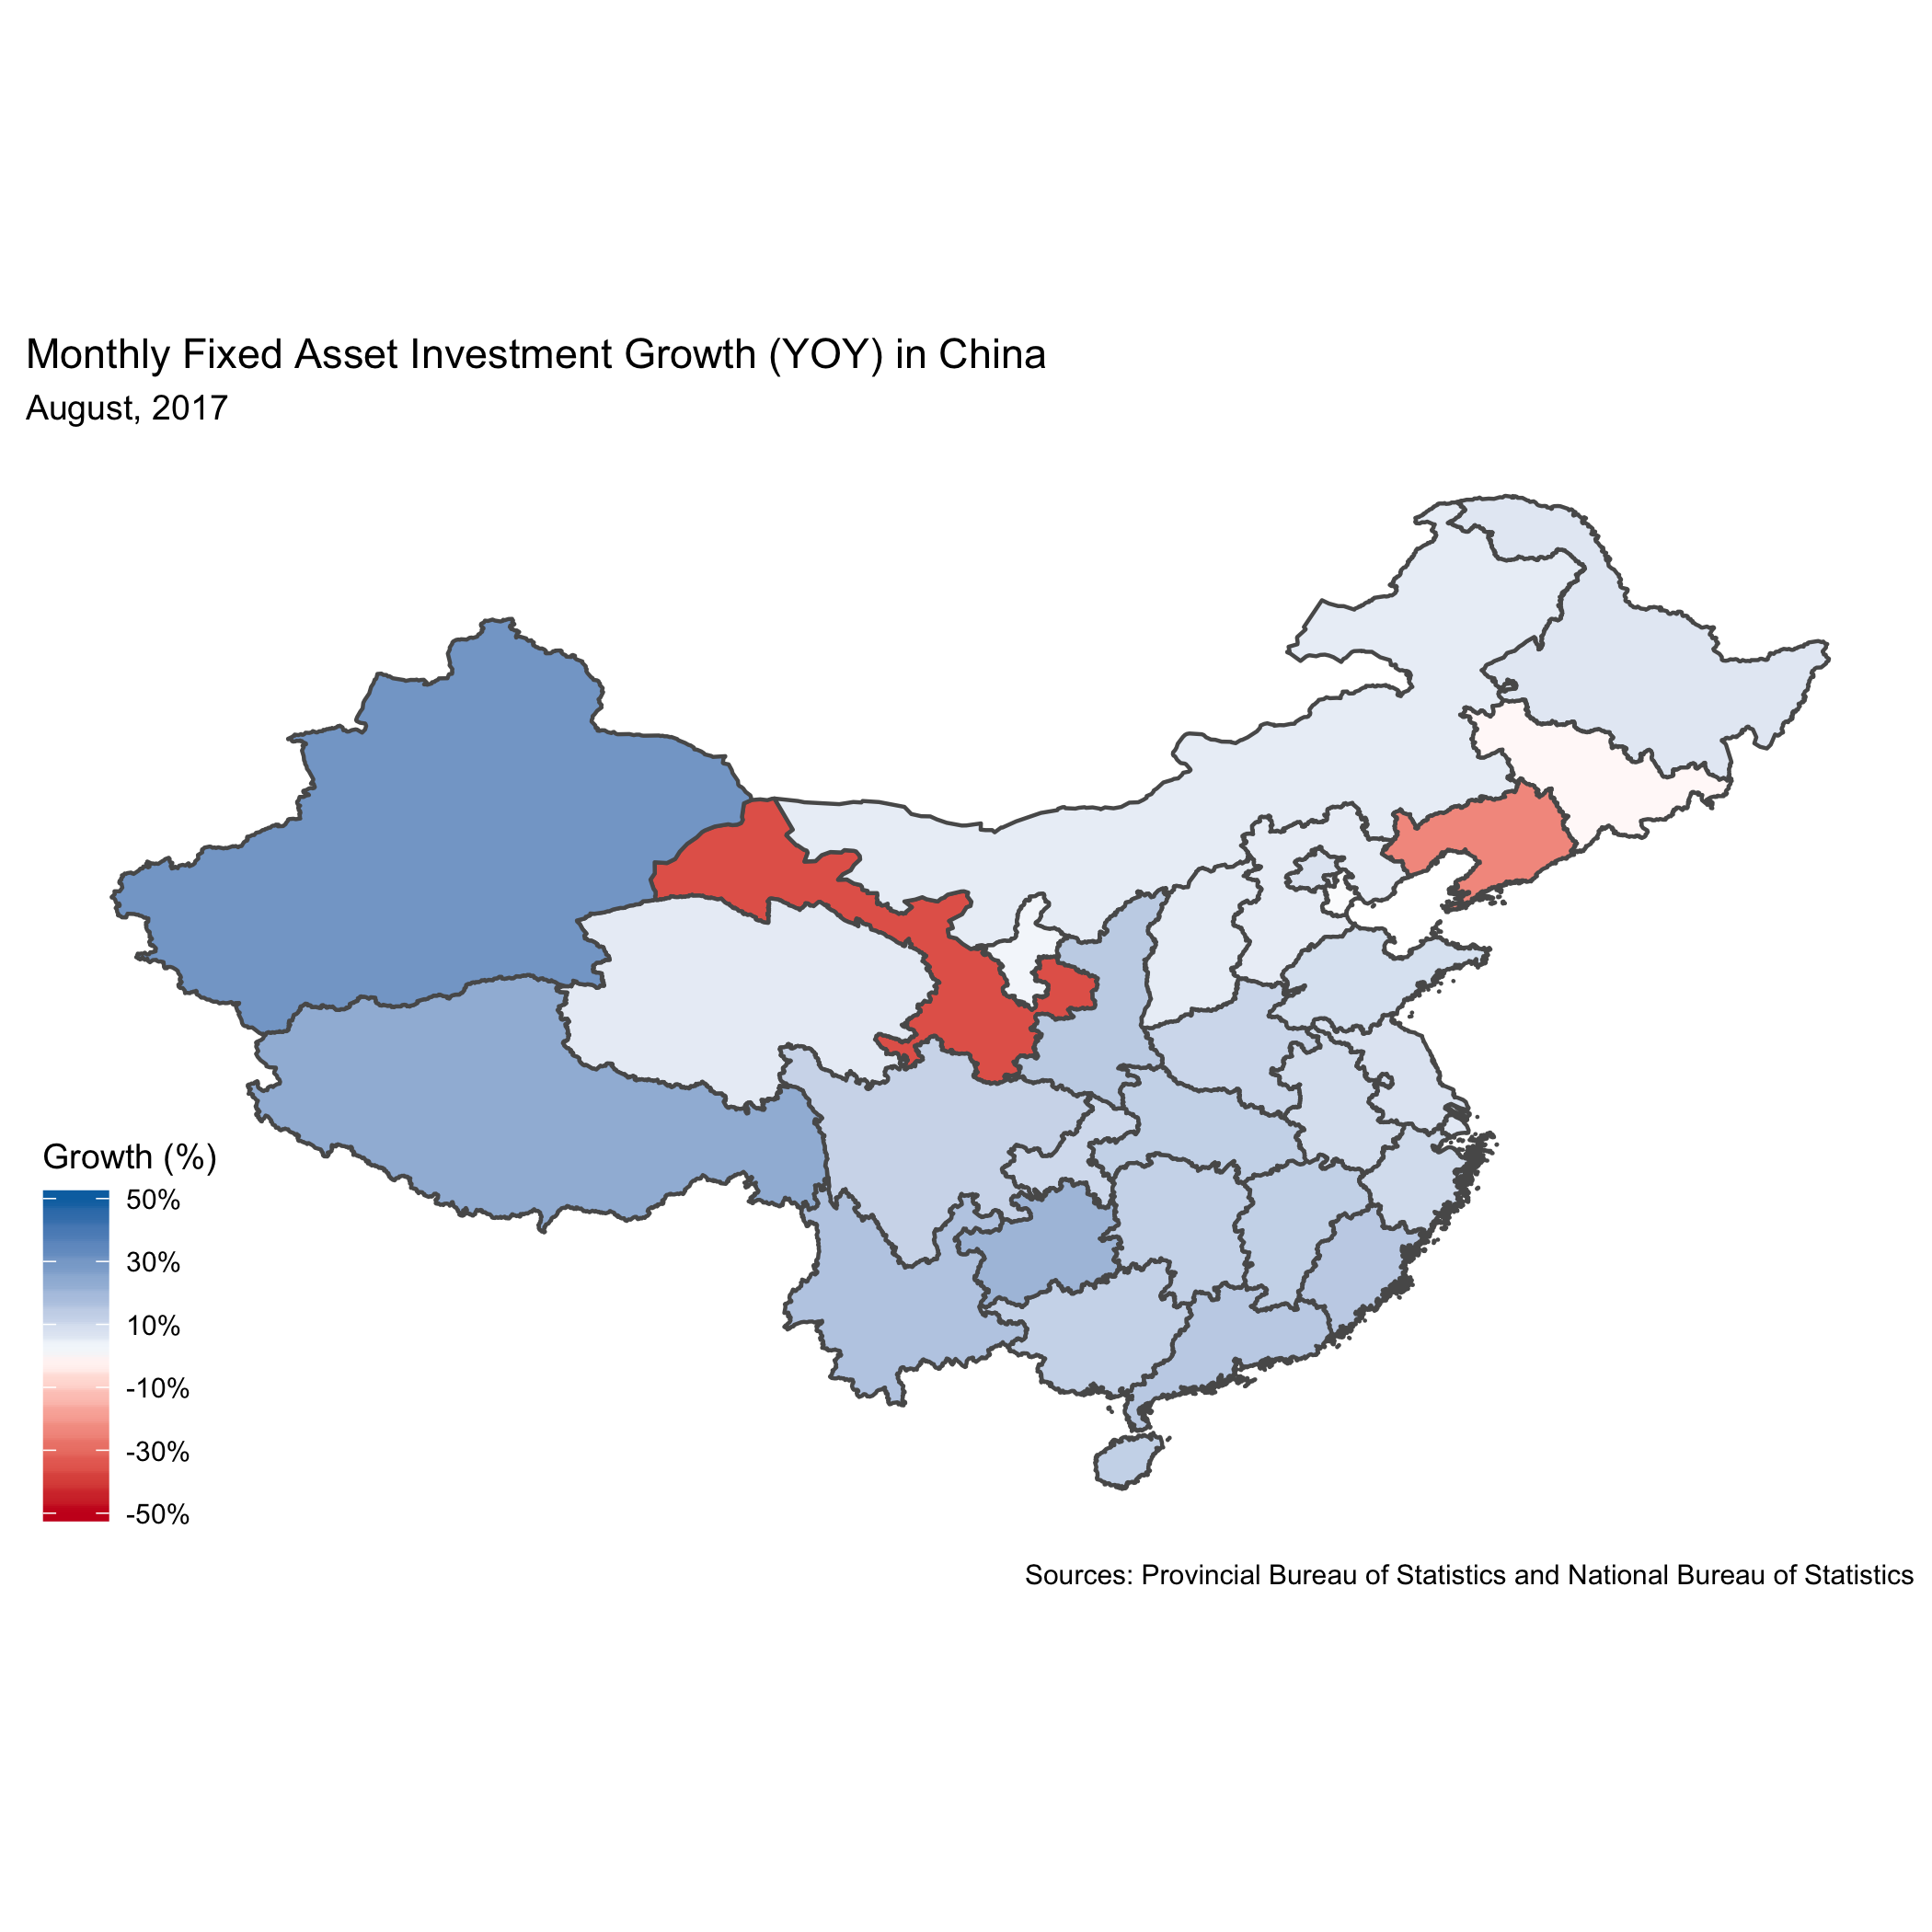 Monthly Fixed Asset Investment Growth (YOY) in China
August, 2017
Growth (%)
50%
30%
10%
-10%
-30%
-50%
Sources: Provincial Bureau of Statistics and National Bureau of Statistics